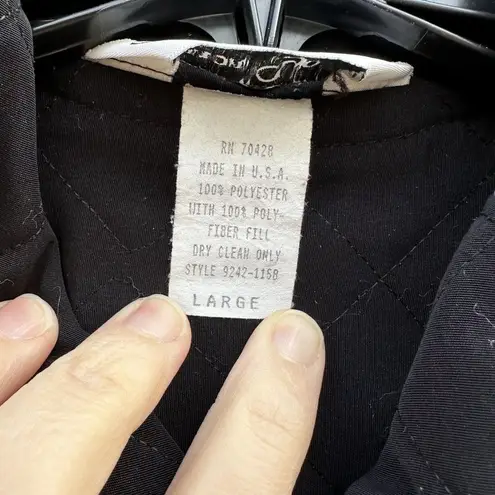 RN 70428
MADE IN U.S.A.
100% POLYESTER
WITH 100% POLY-
FIBER FILL
DRY CLEAN ONLY
STYLE 9242-1158
LARGE